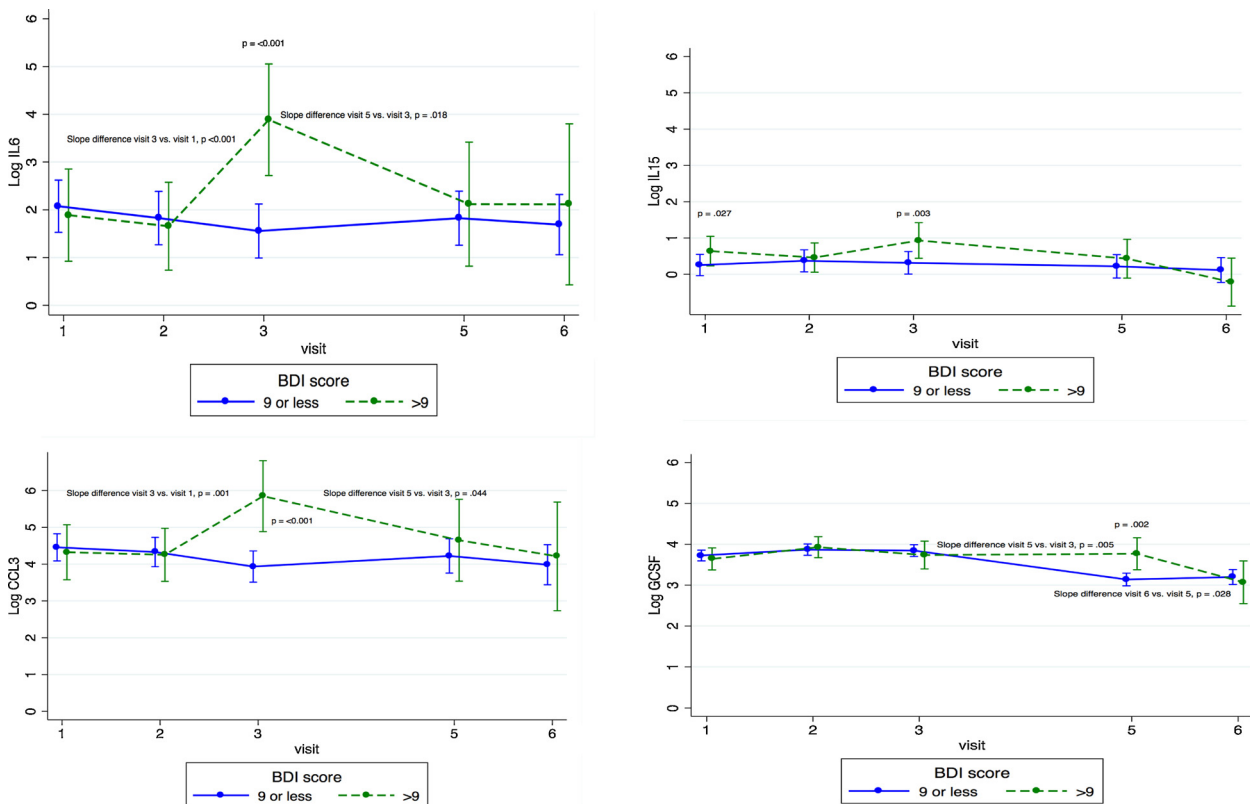 6
5
4
3
2
1
0
Log IL6
p = <0.001
Slope difference visit 5 vs. visit 3, p = .018
Slope difference visit 3 vs. visit 1, p <0.001
1 2 3 5 6
visit
BDI score
9 or less >9
6
5
4
3
2
1
0
Log IL15
p = .027
p = .003
1 2 3 5 6
visit
BDI score
9 or less >9
6
5
4
3
2
1
0
Log CCL3
Slope difference visit 3 vs. visit 1, p = .001
Slope difference visit 5 vs. visit 3, p = .044
p = <0.001
1 2 3 5 6
visit
BDI score
9 or less >9
6
5
4
3
2
1
0
Log GCSF
p = .002
Slope difference visit 5 vs. visit 3, p = .005
Slope difference visit 6 vs. visit 5, p = .028
1 2 3 5 6
visit
BDI score
9 or less >9